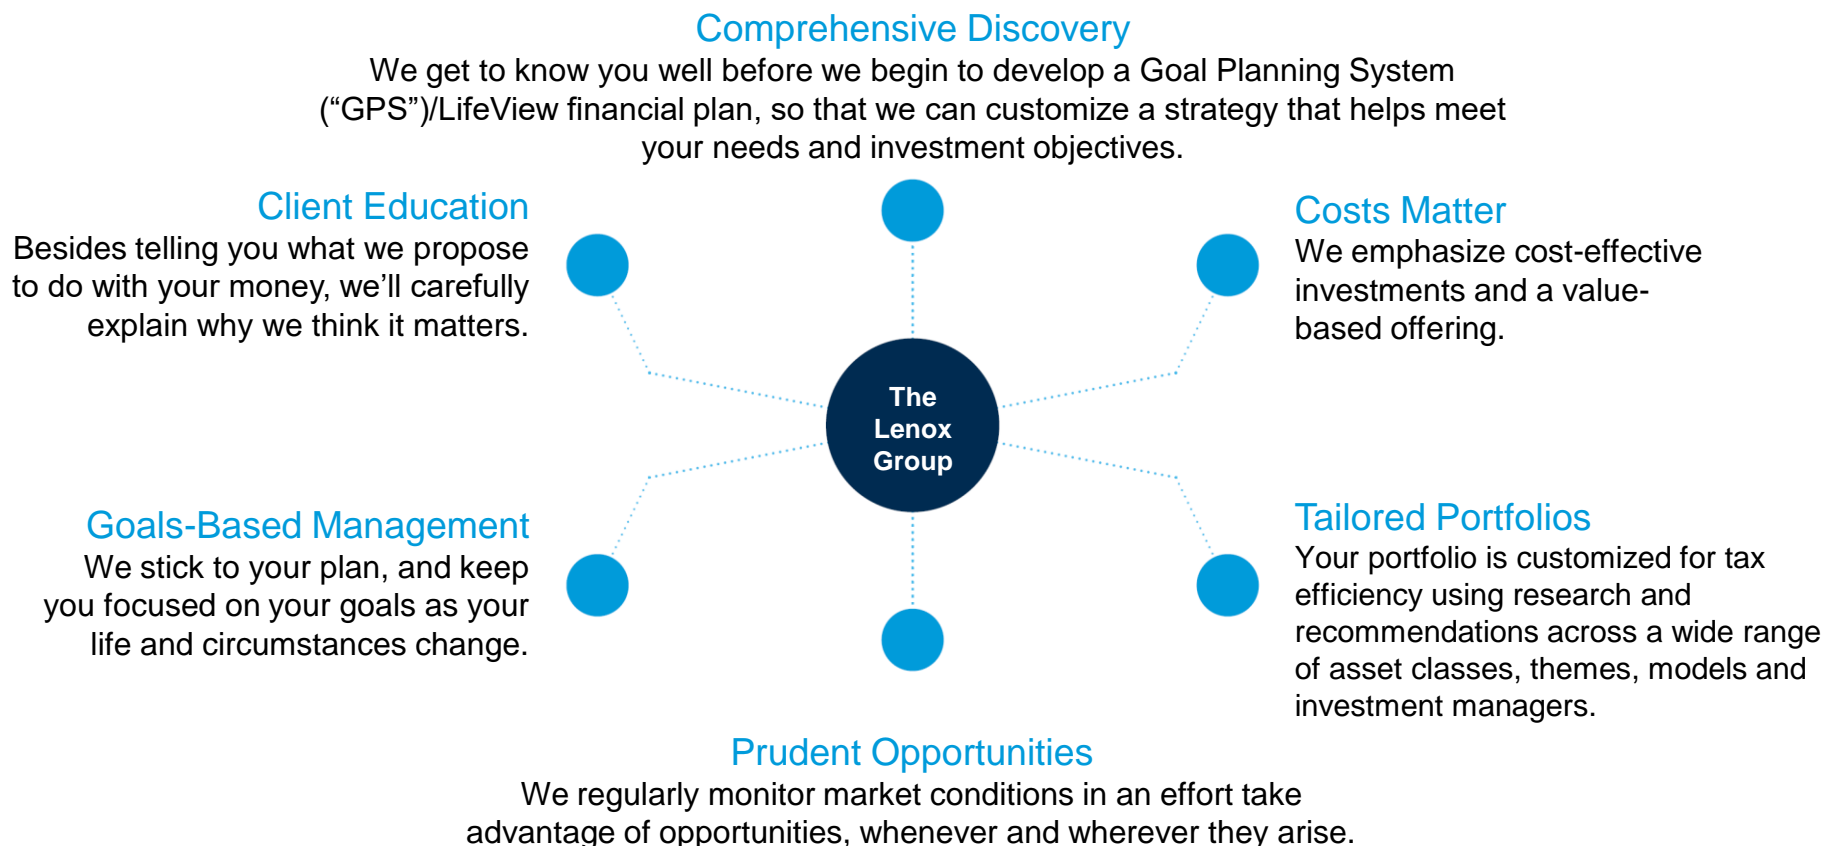 Comprehensive Discovery
We get to know you well before we begin to develop a Goal Planning System
(“GPS”)/LifeView financial plan, so that we can customize a strategy that helps meet
your needs and investment objectives.
Client Education
Besides telling you what we propose
to do with your money, we’ll carefully
explain why we think it matters.
Costs Matter
We emphasize cost-effective
investments and a value-
based offering.
The
Lenox
Group
Goals-Based Management
We stick to your plan, and keep
you focused on your goals as your
life and circumstances change.
Tailored Portfolios
Your portfolio is customized for tax
efficiency using research and
recommendations across a wide range
of asset classes, themes, models and
investment managers.
Prudent Opportunities
We regularly monitor market conditions in an effort take
advantage of opportunities, whenever and wherever they arise.